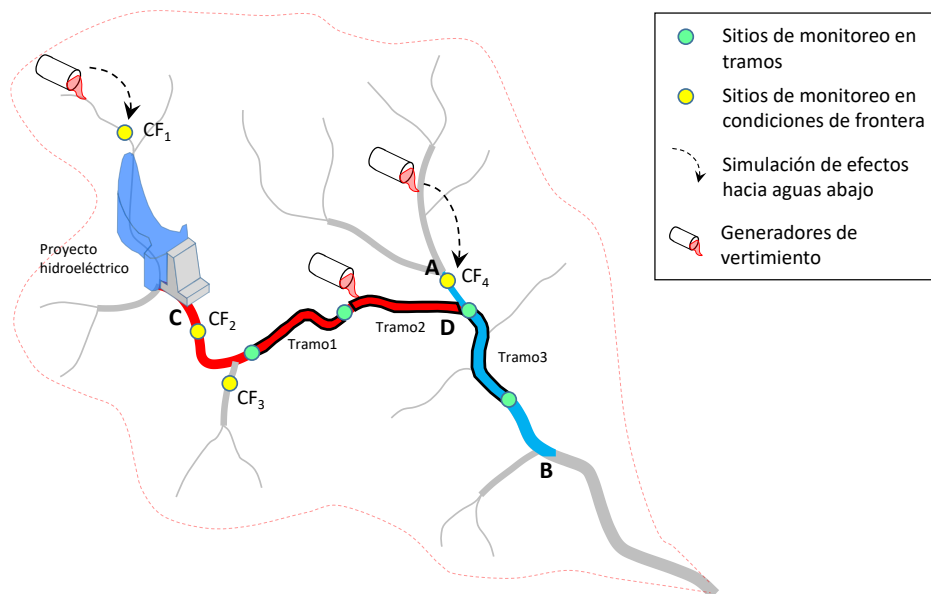 Sitios de monitoreo en
tramos
Sitios de monitoreo en
condiciones de frontera
Simulación de efectos
hacia aguas abajo
Generadores de
vertimiento
CF1
Proyecto
hidroeléctrico
A
CF4
C
CF2
D
Tramo1
Tramo2
Tramo3
CF3
B